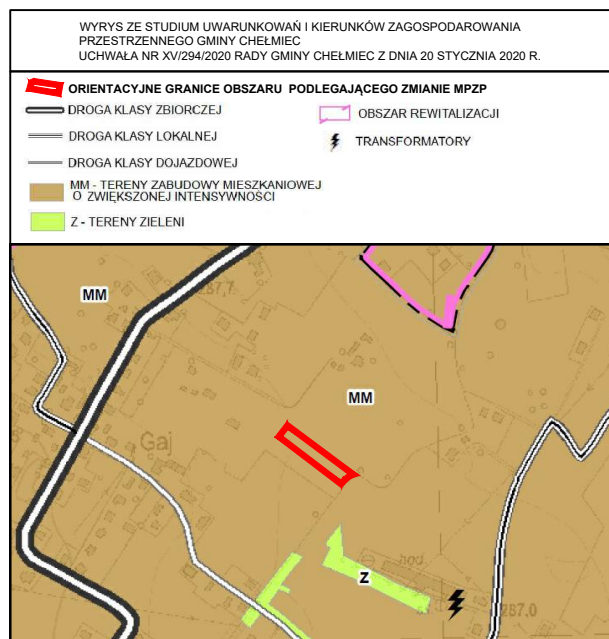 WYRYS ZE STUDIUM UWARUNKOWAŃ I KIERUNKÓW ZAGOSPODAROWANIA
PRZESTRZENNEGO GMINY CHEŁMIEC
UCHWAŁA NR XV/294/2020 RADY GMINY CHEŁMIEC Z DNIA 20 STYCZNIA 2020 R.
ORIENTACYJNE GRANICE OBSZARU PODLEGAJĄCEGO ZMIANIE MPZP
DROGA KLASY ZBIORCZEJ
OBSZAR REWITALIZACJI
DROGA KLASY LOKALNEJ
TRANSFORMATORY
DROGA KLASY DOJAZDOWEJ
MM - TERENY ZABUDOWY MIESZKANIOWEJ
O ZWIĘKSZONEJ INTENSYWNOŚCI
Z - TERENY ZIELENI
MM
287,7
MM
Gaj
hod
Z
287.0